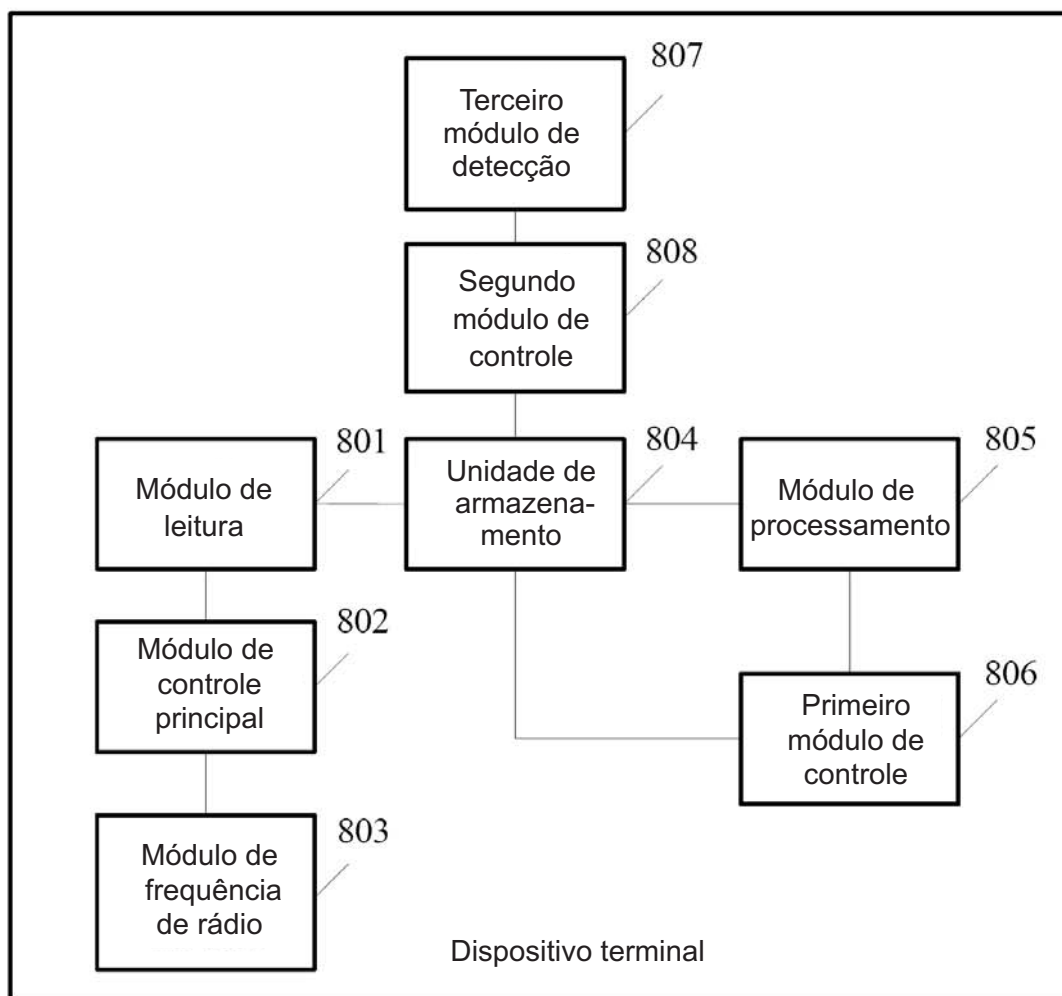 807
Terceiro
módulo de
detecção
808
Segundo
módulo de
controle
801
Módulo de
leitura
804
Unidade de
armazena-
mento
805
Módulo de
processamento
802
Módulo de
controle
principal
806
Primeiro
módulo de
controle
803
Módulo de
frequência
de rádio
Dispositivo terminal